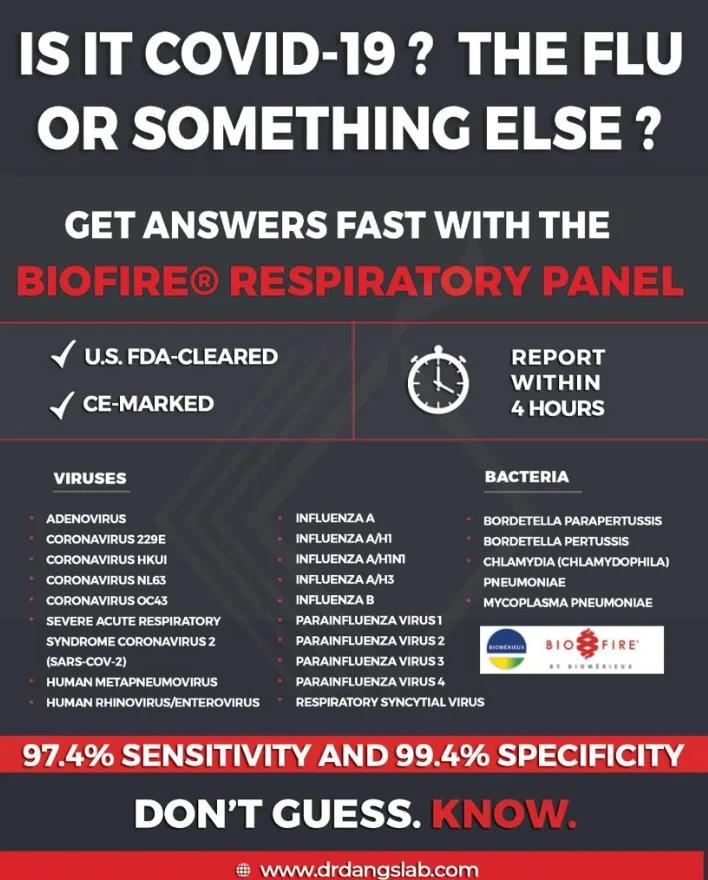 IS IT COVID-19 ? THE FLU
OR SOMETHING ELSE ?
GET ANSWERS FAST WITH THE
BIOFIRE® RESPIRATORY PANEL
U.S. FDA-CLEARED
CE-MARKED
REPORT
WITHIN
4 HOURS
VIRUSES
ADENOVIRUS
CORONAVIRUS 229E
CORONAVIRUS HKUI
CORONAVIRUS NL63
CORONAVIRUS OC43
SEVERE ACUTE RESPIRATORY
SYNDROME CORONAVIRUS 2
(SARS-COV-2)
HUMAN METAPNEUMOVIRUS
HUMAN RHINOVIRUS/ENTEROVIRUS
INFLUENZA A
INFLUENZA A/H1
INFLUENZA A/H1N1
INFLUENZA A/H3
INFLUENZA B
PARAINFLUENZA VIRUS 1
PARAINFLUENZA VIRUS 2
PARAINFLUENZA VIRUS 3
PARAINFLUENZA VIRUS 4
RESPIRATORY SYNCYTIAL VIRUS
BACTERIA
BORDETELLA PARAPERTUSSIS
BORDETELLA PERTUSSIS
CHLAMYDIA (CHLAMYDOPHILA)
PNEUMONIAE
MYCOPLASMA PNEUMONIAE
BIOMÉRIEUX
BIOFIRE
BY BIOMÉRIEUX
97.4% SENSITIVITY AND 99.4% SPECIFICITY
DON'T GUESS. KNOW.
www.drdangslab.com